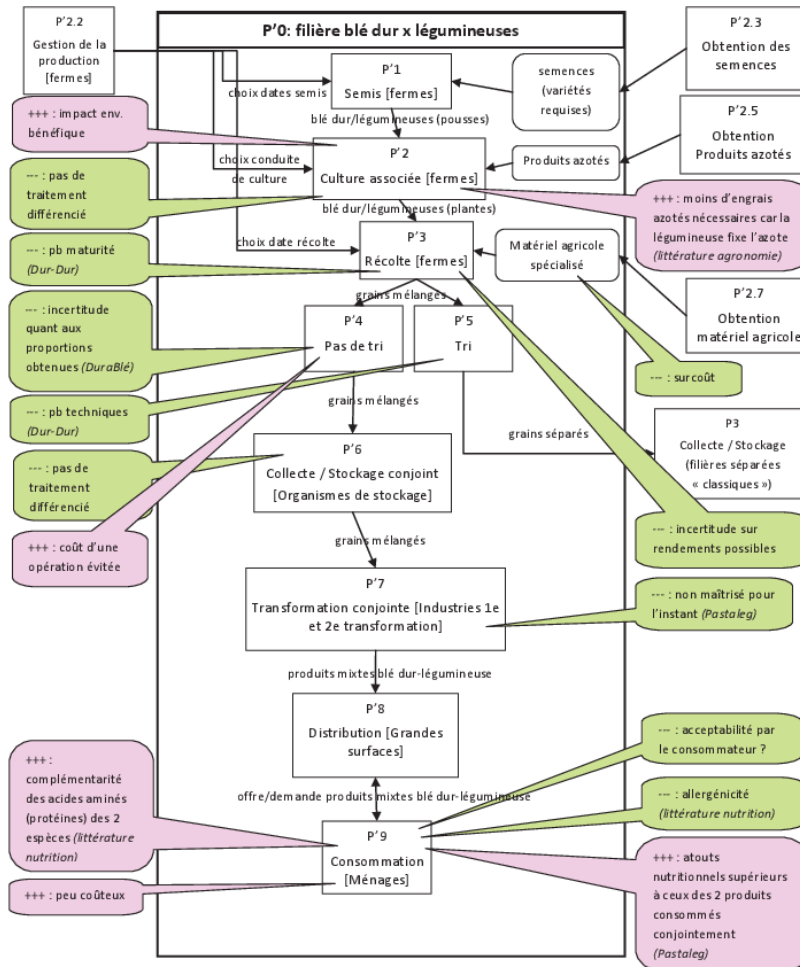 P'0: filière blé dur x légumineuses
P'2.2
Gestion de la
production
[fermes]
P'1
Semis [fermes]
choix dates semis
semences
(variétés
requises)
P'2.3
Obtention des
semences
blé dur/légumineuses (pousses)
+++ : impact env.
bénéfique
P'2
Culture associée [fermes]
choix conduite
de culture
Produits azotés
P'2.5
Obtention
Produits azotés
--- : pas de
traitement
différencié
blé dur/légumineuses (plantes)
+++ : moins d'engrais
azotés nécessaires car la
légumineuse fixe l'azote
(littérature agronomie)
choix date récolte
--- : pb maturité
(Dur-Dur)
P'3
Récolte [fermes]
Matériel agricole
spécialisé
P'2.7
Obtention
matériel agricole
grains mélangés
--- : incertitude
quant aux
proportions
obtenues (DuraBlé)
P'4
Pas de tri
P'5
Tri
--- : surcoût
--- : pb techniques
(Dur-Dur)
grains mélangés
grains séparés
P3
Collecte / Stockage
(filières séparées
« classiques »)
--- : pas de
traitement
différencié
P'6
Collecte / Stockage conjoint
[Organismes de stockage]
--- : incertitude sur
rendements possibles
+++ : coût d'une
opération évitée
grains mélangés
P'7
Transformation conjointe [Industries 1e
et 2e transformation]
--- : non maîtrisé pour
l'instant (Pastaleg)
produits mixtes blé dur-légumineuse
P'8
Distribution [Grandes
surfaces]
--- : acceptabilité par
le consommateur ?
+++ :
complémentarité
des acides aminés
(protéines) des 2
espèces (littérature
nutrition)
offre/demande produits mixtes blé dur-légumineuse
--- : allergénicité
(littérature nutrition)
P'9
Consommation
[Ménages]
+++ : peu coûteux
+++ : atouts
nutritionnels supérieurs
à ceux des 2 produits
consommés
conjointement
(Pastaleg)